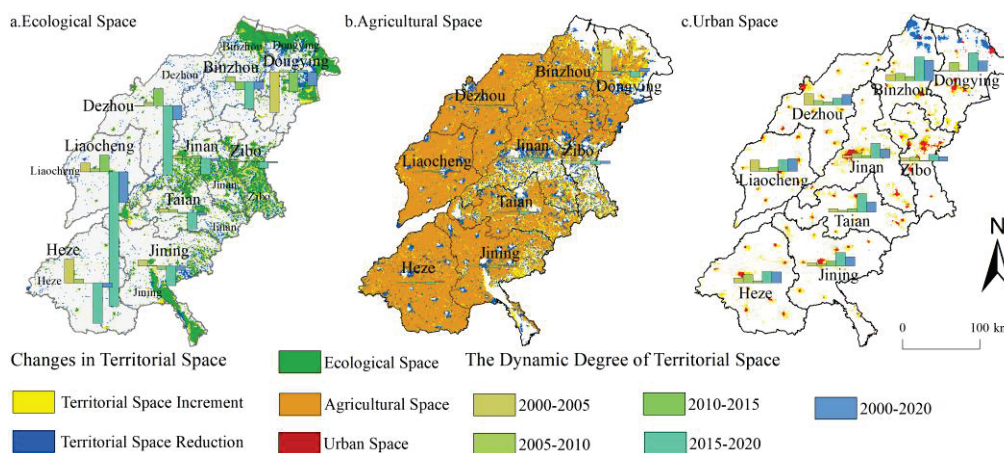 a.Ecological Space
Binzhou
Dongying
Dezhou
Binzhou
Dongying
Dezhou
Liaocheng
Liaocheng
Jinan
Zibo
Jinan
Taian
Zibo
Taian
Heze
Jining
Heze
Jining
b.Agricultural Space
Binzhou
Dongying
Dezhou
Jinan
Zibo
Liaocheng
Taian
Heze
Jining
c.Urban Space
Dongying
Binzhou
Dezhou
Jinan
Zibo
Liaocheng
Taian
Jining
Heze
N
0 100 km
Changes in Territorial Space
Ecological Space
The Dynamic Degree of Territorial Space
Territorial Space Increment
Agricultural Space
2000-2005
2010-2015
2000-2020
Territorial Space Reduction
Urban Space
2005-2010
2015-2020